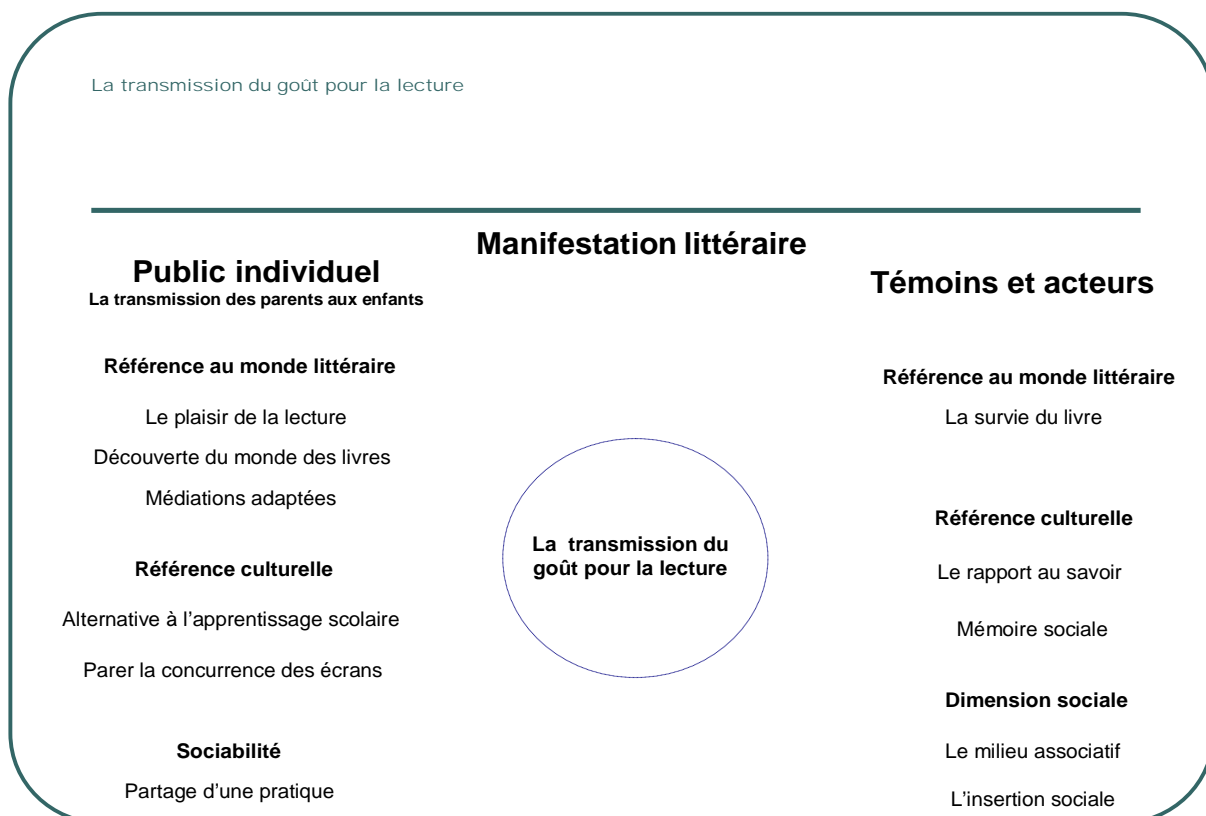 La transmission du goût pour la lecture
Manifestation littéraire
Public individuel
La transmission des parents aux enfants
Référence au monde littéraire
Le plaisir de la lecture
Découverte du monde des livres
Médiations adaptées
Référence culturelle
Alternative à l’apprentissage scolaire
Parer la concurrence des écrans
Sociabilité
Partage d’une pratique
La transmission du
goût pour la lecture
Témoins et acteurs
Référence au monde littéraire
La survie du livre
Référence culturelle
Le rapport au savoir
Mémoire sociale
Dimension sociale
Le milieu associatif
L’insertion sociale